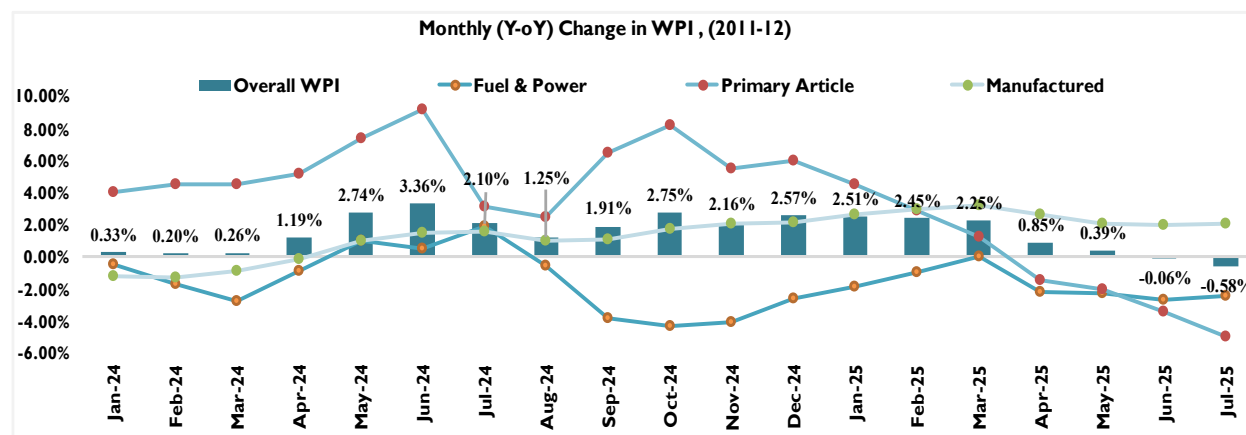 Monthly (Y-oY) Change in WPI , (2011-12)
Overall WPI Fuel & Power Primary Article Manufactured
10.00%
8.00%
6.00%
4.00%
2.00%
0.00%
-2.00%
-4.00%
-6.00%
0.33% 0.20% 0.26% 1.19% 2.74% 3.36% 2.10% 1.25% 1.91% 2.75% 2.16% 2.57% 2.51% 2.45% 2.25% 0.85% 0.39% -0.06% -0.58%
Jan-24 Feb-24 Mar-24 Apr-24 May-24 Jun-24 Jul-24 Aug-24 Sep-24 Oct-24 Nov-24 Dec-24 Jan-25 Feb-25 Mar-25 Apr-25 May-25 Jun-25 Jul-25